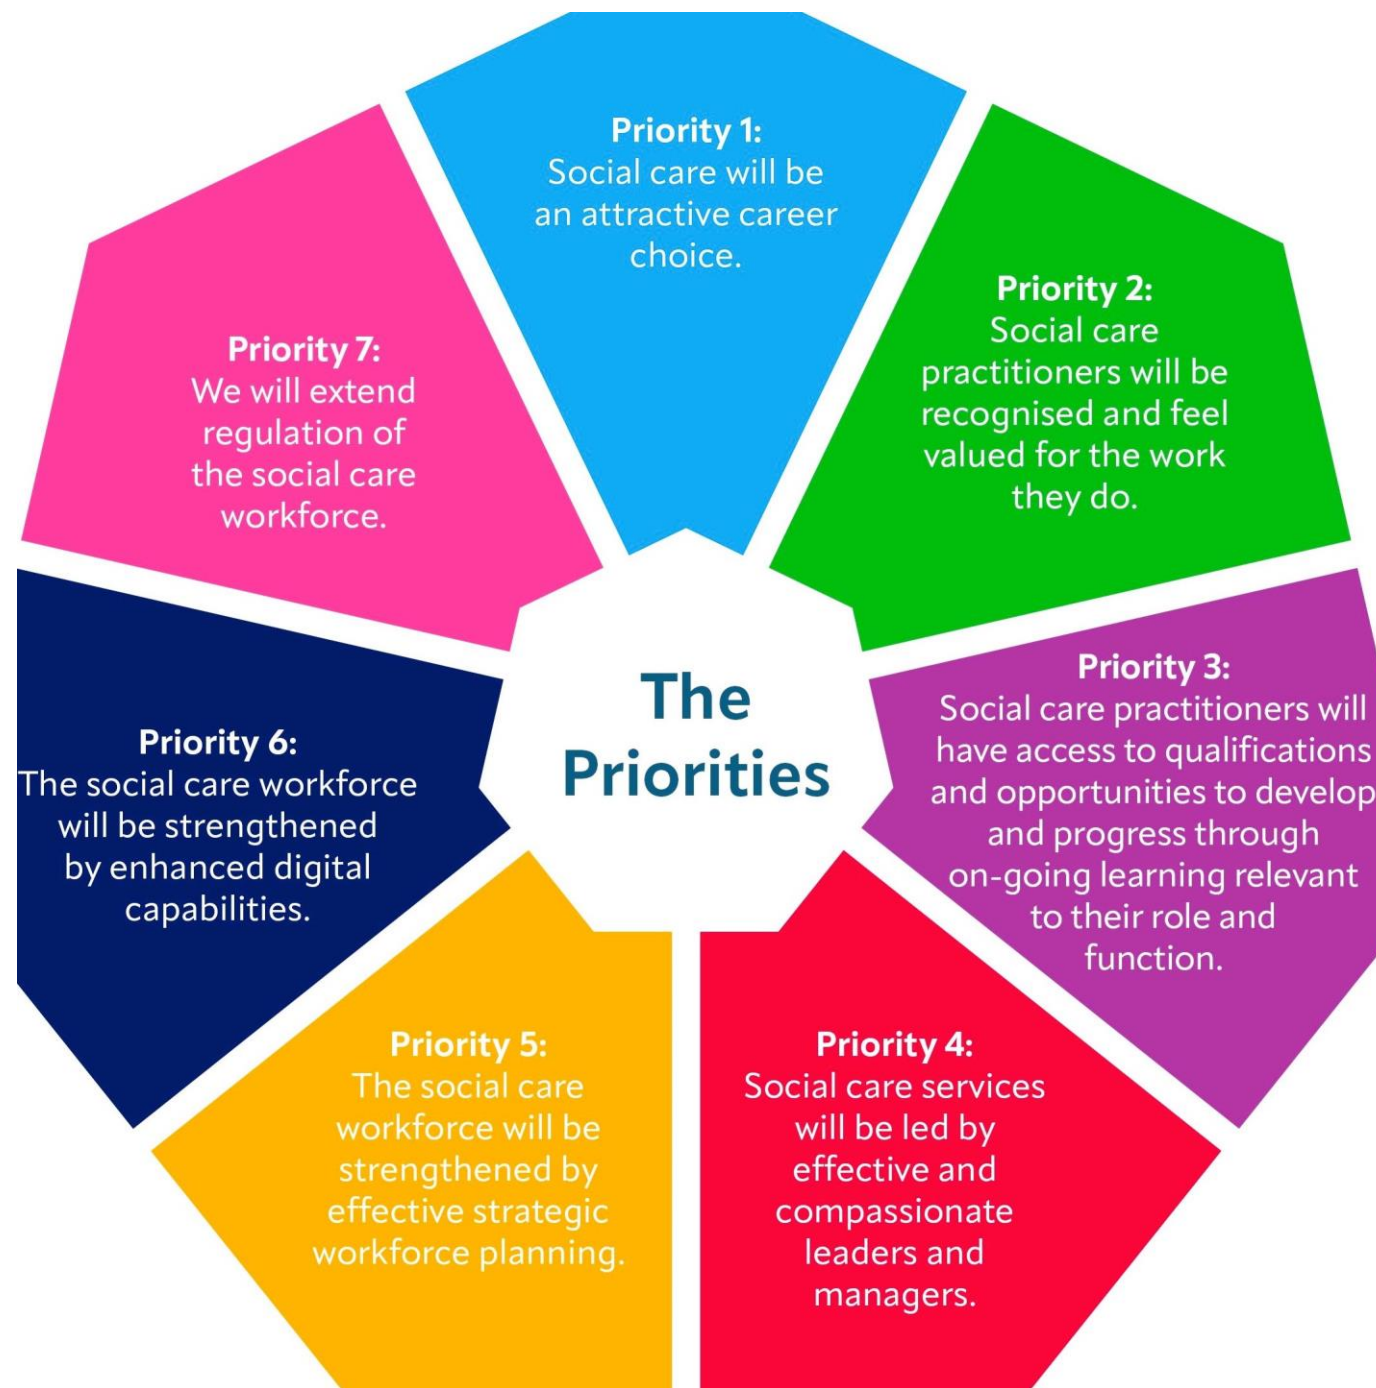 The
Priorities
Priority 1:
Social care will be
an attractive career
choice.
Priority 2:
Social care
practitioners will be
recognised and feel
valued for the work
they do.
Priority 3:
Social care practitioners will
have access to qualifications
and opportunities to develop
and progress through
on-going learning relevant
to their role and
function.
Priority 4:
Social care services
will be led by
effective and
compassionate
leaders and
managers.
Priority 5:
The social care
workforce will be
strengthened by
effective strategic
workforce planning.
Priority 6:
The social care workforce
will be strengthened
by enhanced digital
capabilities.
Priority 7:
We will extend
regulation of
the social care
workforce.